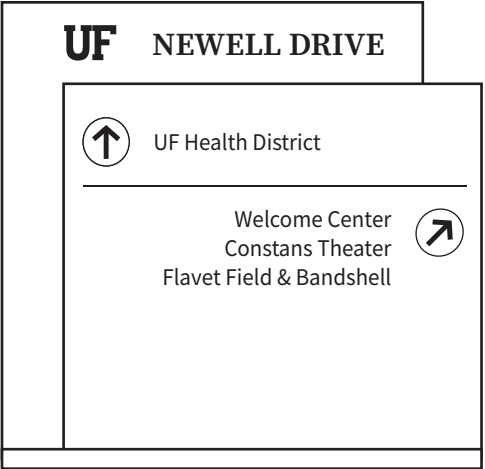 UF NEWELL DRIVE
UF Health District
Welcome Center
Constans Theater
Flavet Field & Bandshell